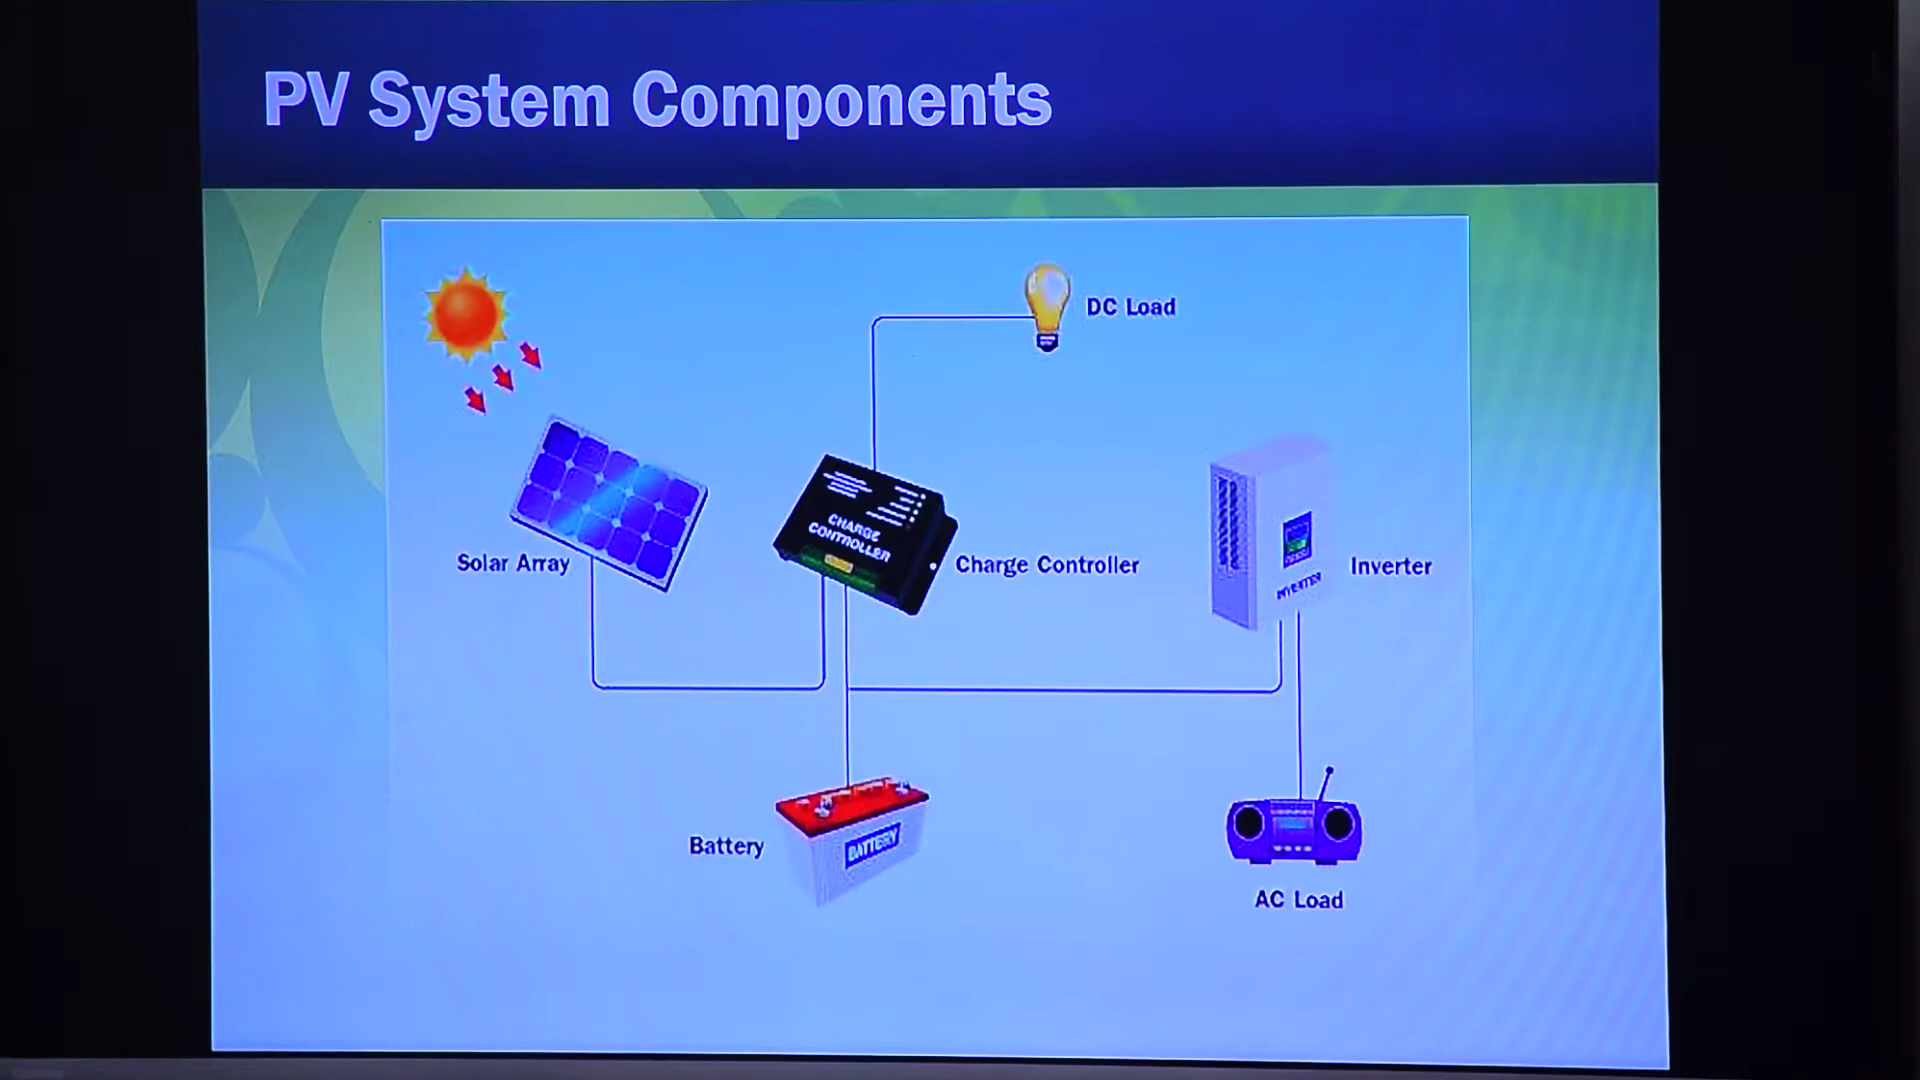 PV System Components
DC Load
CHARGE
CONTROLLER
Solar Array
Charge Controller
INVERTER
Inverter
Battery
BATTERY
AC Load